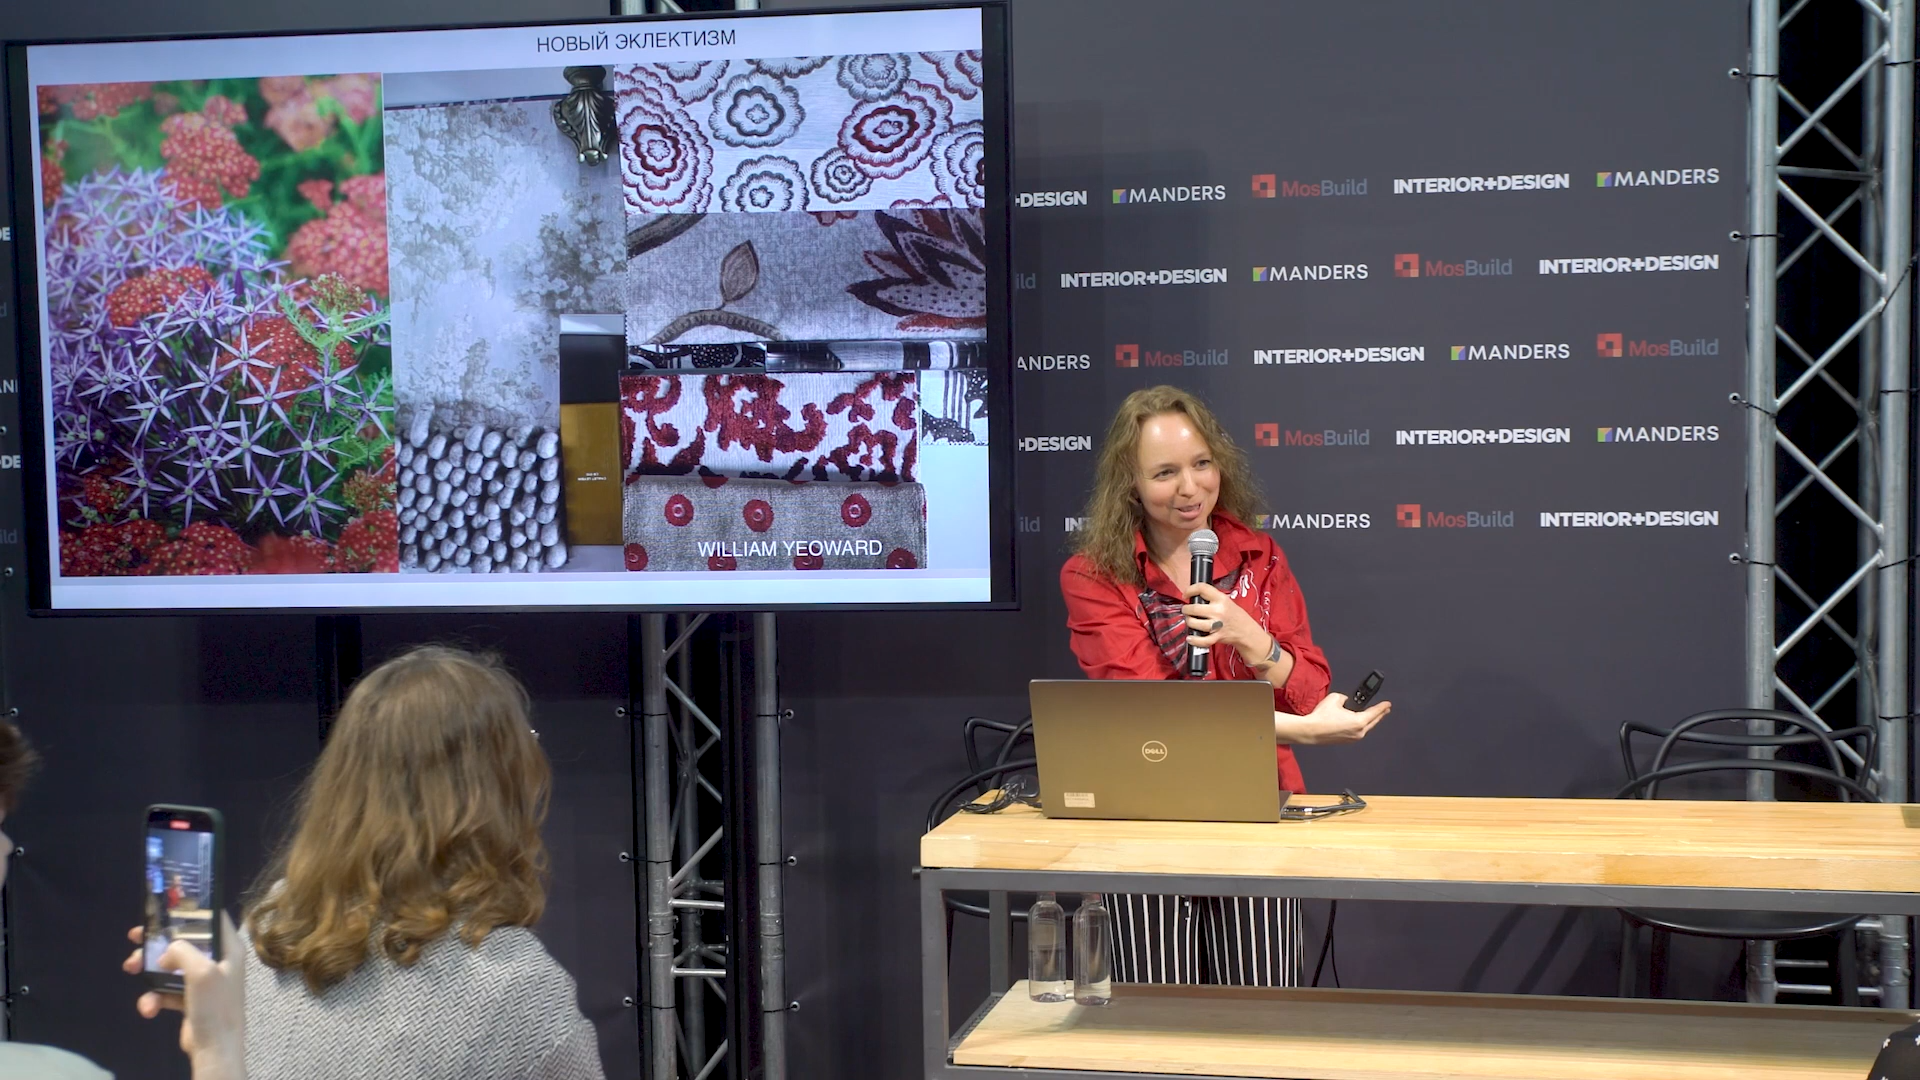 НОВЫЙ ЭКЛЕКТИЗМ
WILLIAM YEOWARD
+DESIGN MANDERS MosBuild INTERIOR+DESIGN MANDERS
INTERIOR+DESIGN MANDERS MosBuild INTERIOR+DESIGN
MANDERS MosBuild INTERIOR+DESIGN MANDERS MosBuild
+DESIGN MosBuild INTERIOR+DESIGN MANDERS
MANDERS MosBuild INTERIOR+DESIGN
DELL